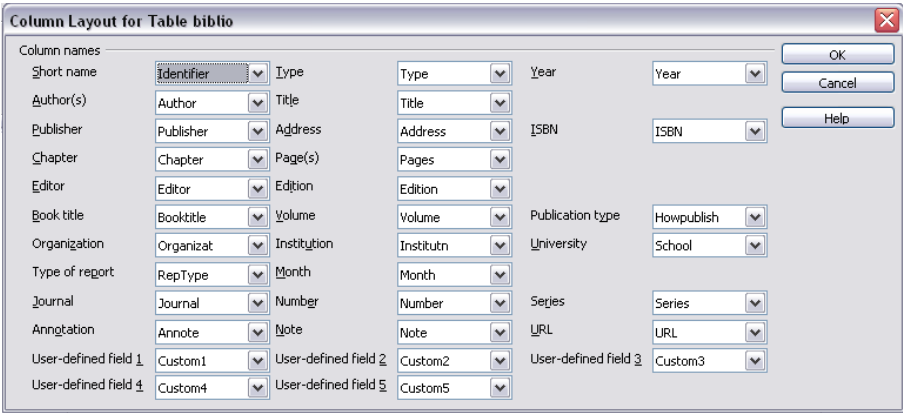 Column Layout for Table biblio
Column names
Short name Identifier Type Type Year Year OK
Author(s) Author Title Title Cancel
Publisher Publisher Address Address ISBN ISBN Help
Chapter Chapter Page(s) Pages
Editor Editor Edition Edition
Book title Booktitle Volume Volume Publication type Howpublish
Organization Organizat Institution Institutn University School
Type of report RepType Month Month
Journal Journal Number Number Series Series
Annotation Annote Note Note URL URL
User-defined field 1 Custom1 User-defined field 2 Custom2 User-defined field 3 Custom3
User-defined field 4 Custom4 User-defined field 5 Custom5